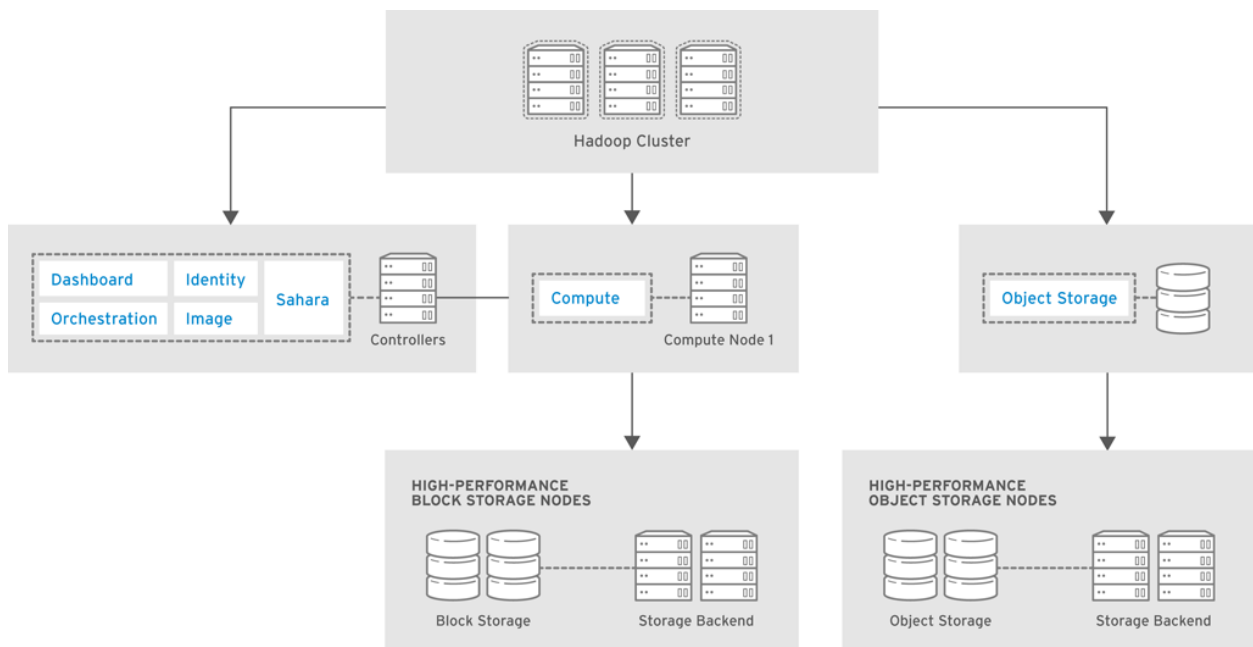 Hadoop Cluster
Dashboard
Identity
Sahara
Orchestration
Image
Controllers
Compute
Compute Node 1
Object Storage
HIGH-PERFORMANCE
BLOCK STORAGE NODES
Block Storage
Storage Backend
HIGH-PERFORMANCE
OBJECT STORAGE NODES
Object Storage
Storage Backend